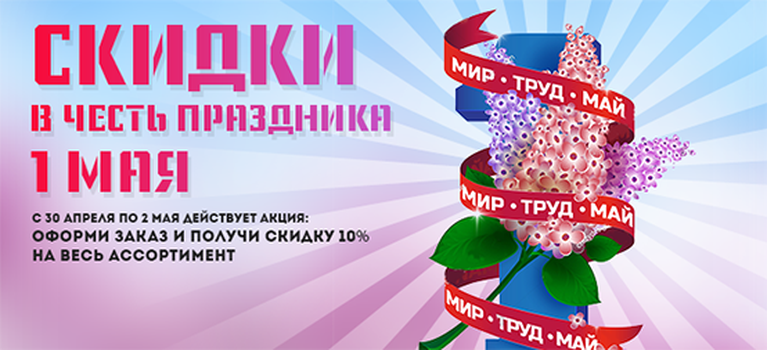 СКИДКИ
В ЧЕСТЬ ПРАЗДНИКА
1 МАЯ
С 30 АПРЕЛЯ ПО 2 МАЯ ДЕЙСТВУЕТ АКЦИЯ:
ОФОРМИ ЗАКАЗ И ПОЛУЧИ СКИДКУ 10%
НА ВЕСЬ АССОРТИМЕНТ
МИР • ТРУД • МАЙ
МИР • ТРУД • МАЙ
МИР • ТРУД • МАЙ